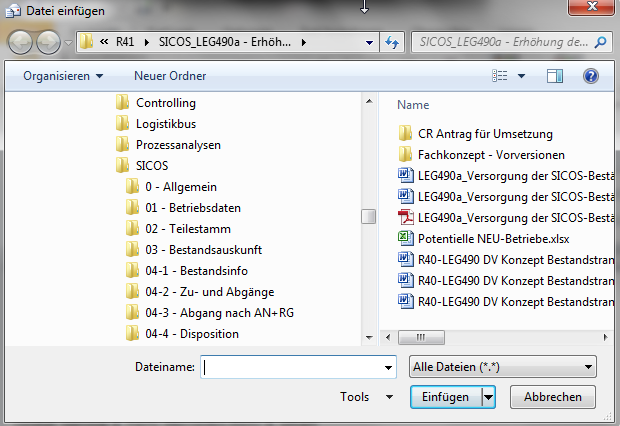 Datei einfügen
« R41 SICOS_LEG490a - Erhöh...
SICOS_LEG490a - Erhöhung de...
Organisieren Neuer Ordner
Controlling
Logistikbus
Prozessanalysen
SICOS
0 - Allgemein
01 - Betriebsdaten
02 - Teilestamm
03 - Bestandsauskunft
04-1 - Bestandsinfo
04-2 - Zu- und Abgänge
04-3 - Abgang nach AN+RG
04-4 - Disposition
Name
CR Antrag für Umsetzung
Fachkonzept - Vorversionen
LEG490a_Versorgung der SICOS-Bestä
LEG490a_Versorgung der SICOS-Bestä
LEG490a_Versorgung der SICOS-Bestä
Potentielle NEU-Betriebe.xlsx
R40-LEG490 DV Konzept Bestandstran
R40-LEG490 DV Konzept Bestandstran
R40-LEG490 DV Konzept Bestandstran
Dateiname:
Alle Dateien (*.*)
Tools Einfügen Abbrechen